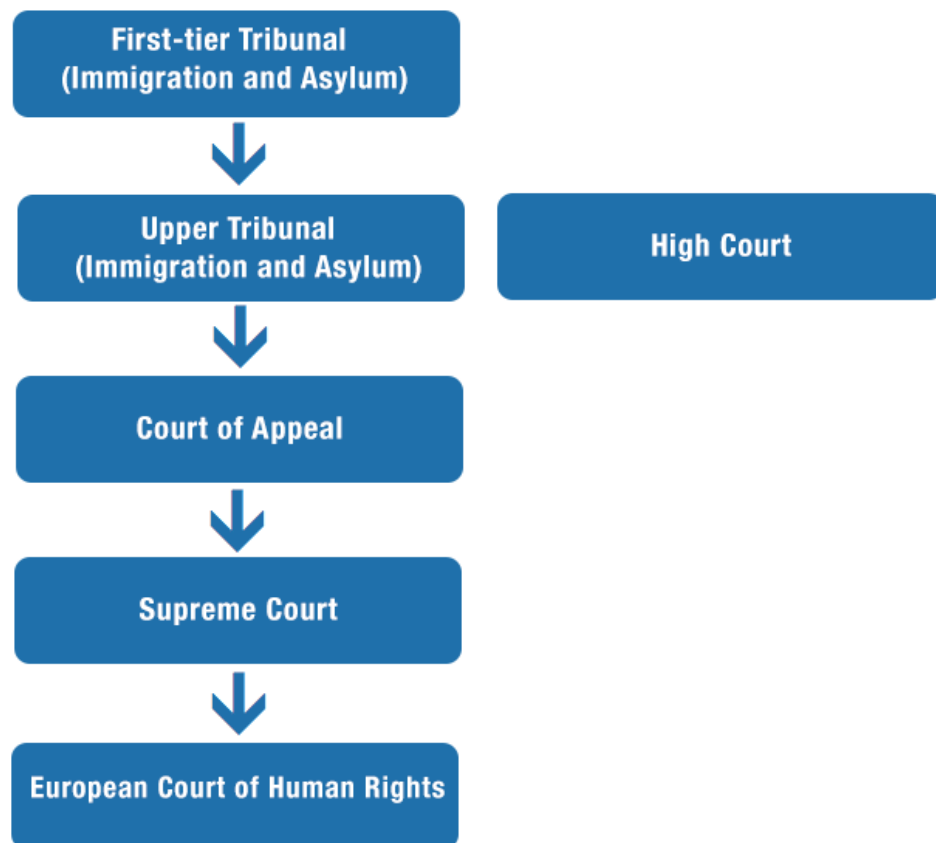 First-tier Tribunal
(Immigration and Asylum)
Upper Tribunal
(Immigration and Asylum)
High Court
Court of Appeal
Supreme Court
European Court of Human Rights